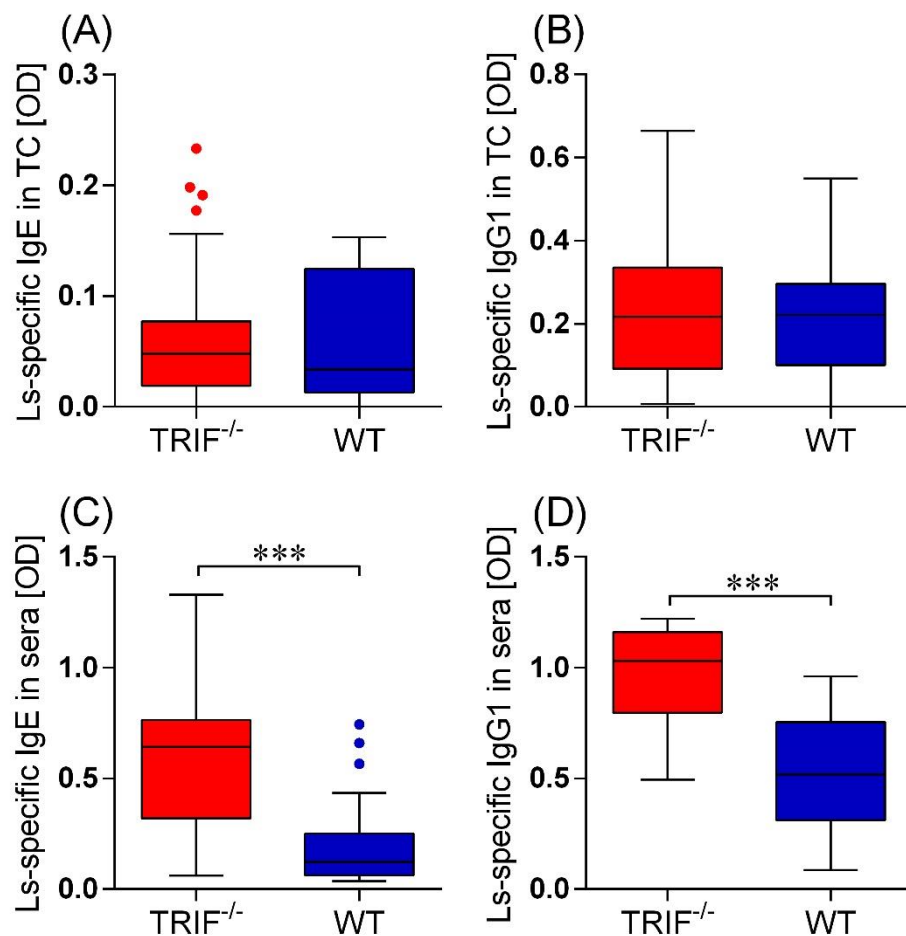 (A)
Ls-specific IgE in TC [OD]
0.3
0.2
0.1
0.0
TRIF-/- WT
(B)
Ls-specific IgG1 in TC [OD]
0.8
0.6
0.4
0.2
0.0
TRIF-/- WT
(C)
Ls-specific IgE in sera [OD]
1.5
1.0
0.5
0.0
***
TRIF-/- WT
(D)
Ls-specific IgG1 in sera [OD]
1.5
1.0
0.5
0.0
***
TRIF-/- WT